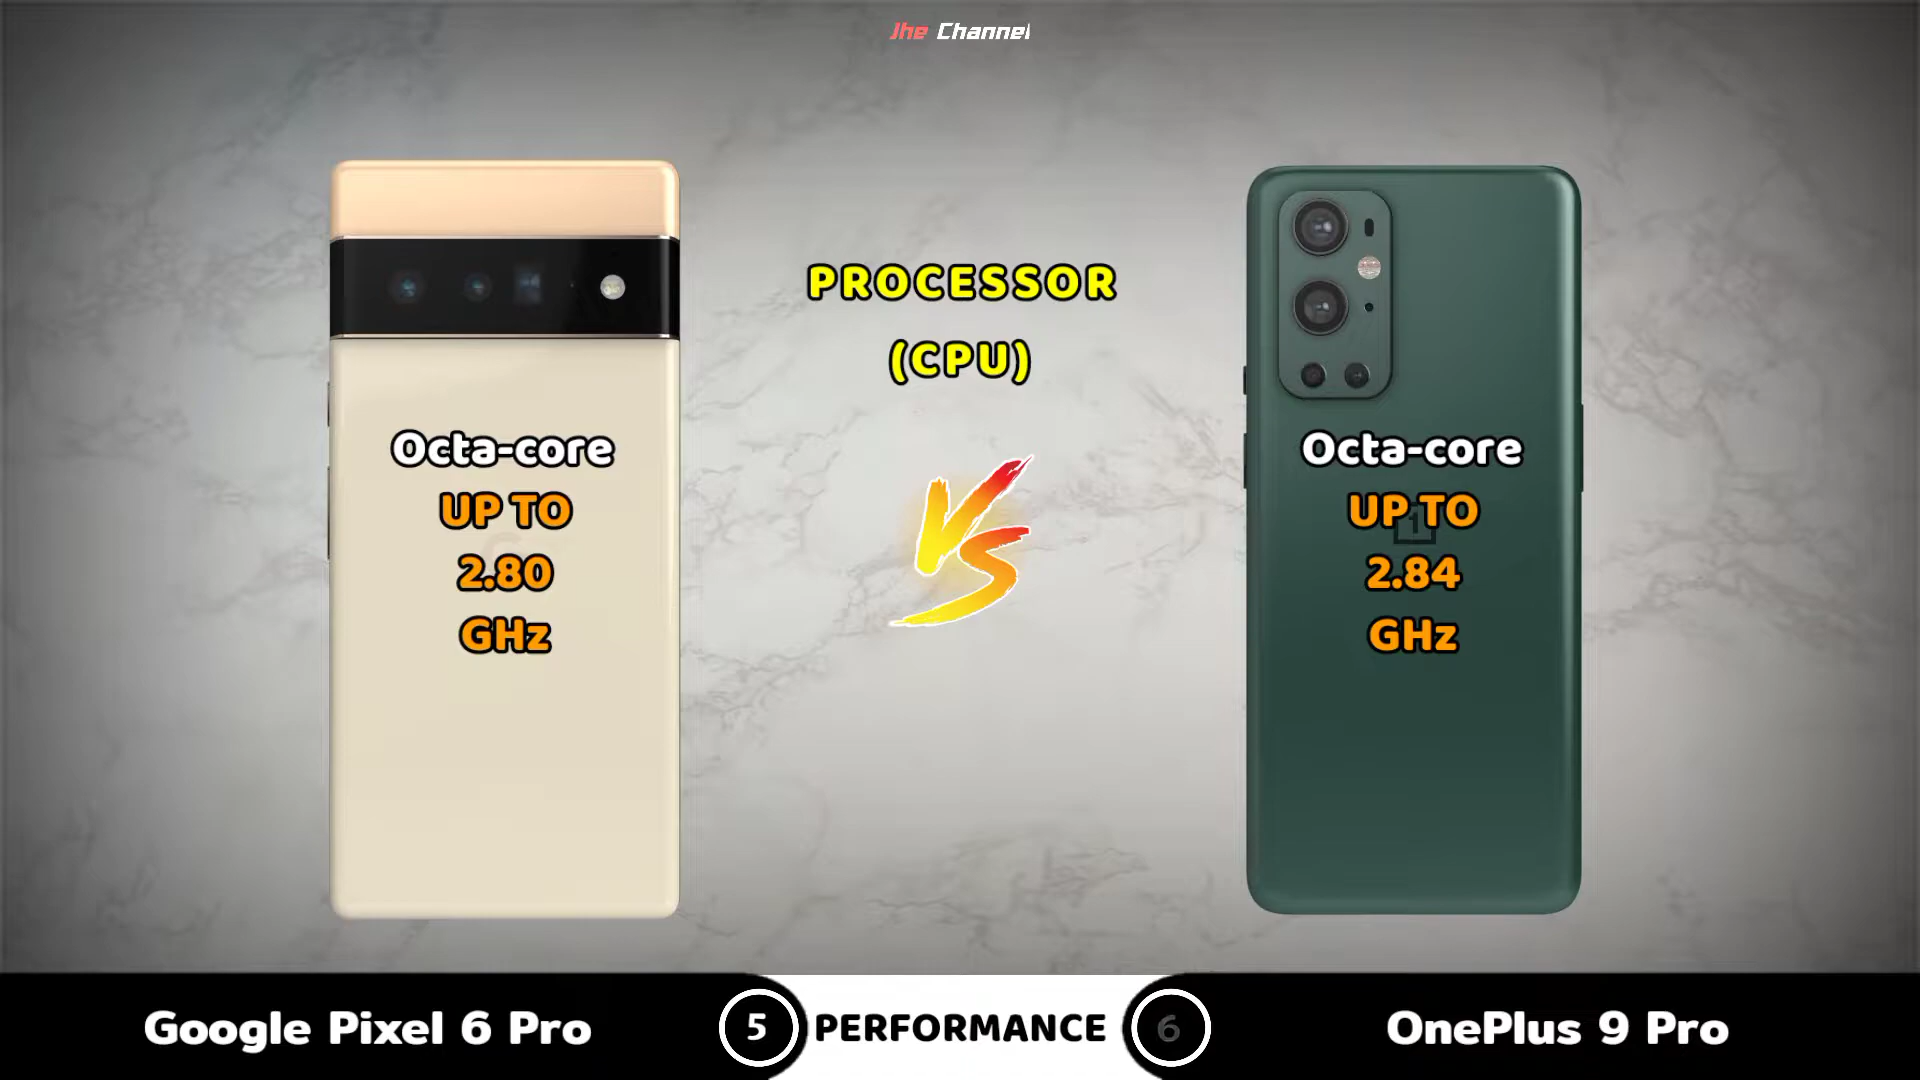 Jhe Channel
PROCESSOR
(CPU)
Octa-core
UP TO
2.80
GHz
VS
Octa-core
UP TO
2.84
GHz
Google Pixel 6 Pro
5
PERFORMANCE
6
OnePlus 9 Pro